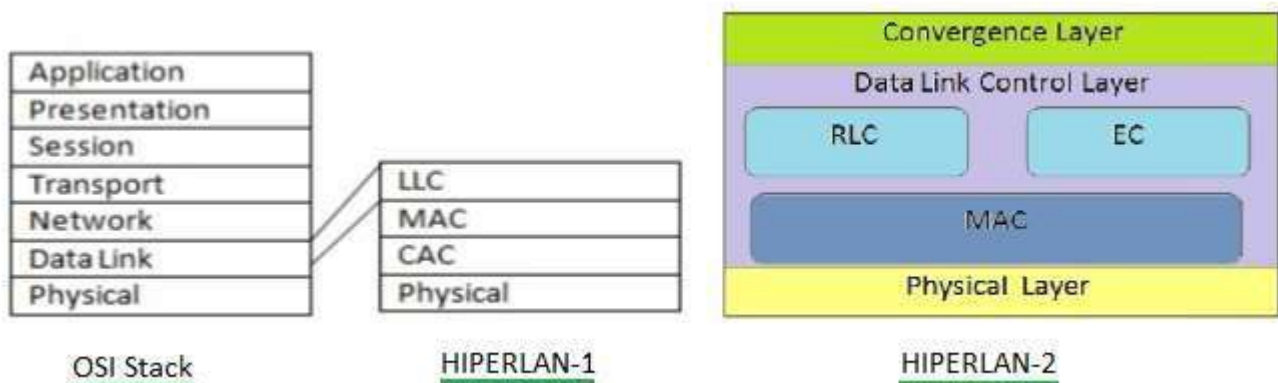 Application
Presentation
Session
Transport
Network
Data Link
Physical
OSI Stack
LLC
MAC
CAC
Physical
HIPERLAN-1
Convergence Layer
Data Link Control Layer
RLC
EC
MAC
Physical Layer
HIPERLAN-2